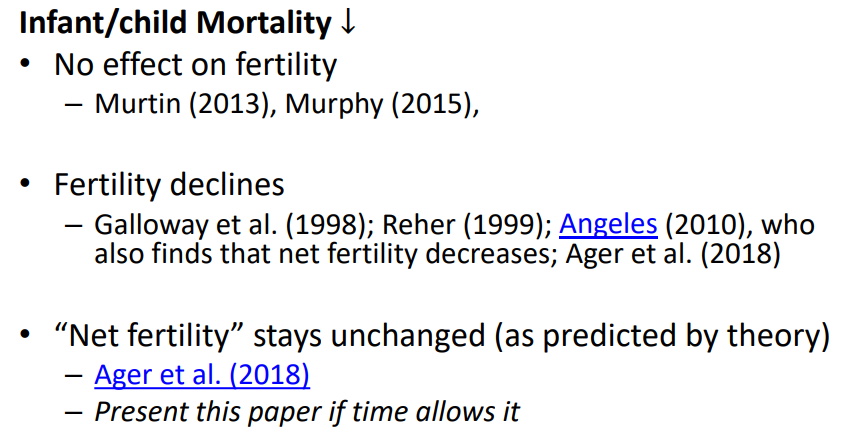 Infant/child Mortality ↓
• No effect on fertility
– Murtin (2013), Murphy (2015),
• Fertility declines
– Galloway et al. (1998); Reher (1999); Angeles (2010), who
also finds that net fertility decreases; Ager et al. (2018)
• “Net fertility” stays unchanged (as predicted by theory)
– Ager et al. (2018)
– Present this paper if time allows it